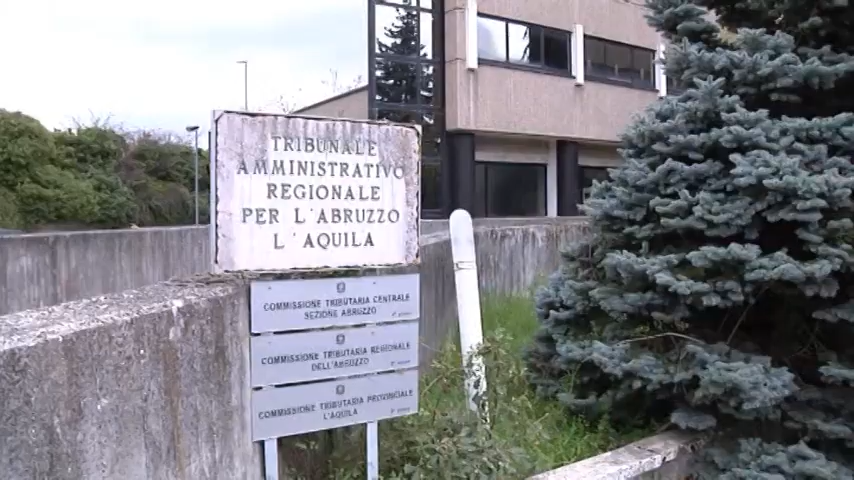 TRIBUNALE
AMMINISTRATIVO
REGIONALE
PER L'ABRUZZO
L'AQUILA
COMMISSIONE TRIBUTARIA CENTRALE
SEZIONE ABRUZZO
COMMISSIONE TRIBUTARIA REGIONALE
DELL'ABRUZZO
COMMISSIONE TRIBUTARIA PROVINCIALE
DI L'AQUILA